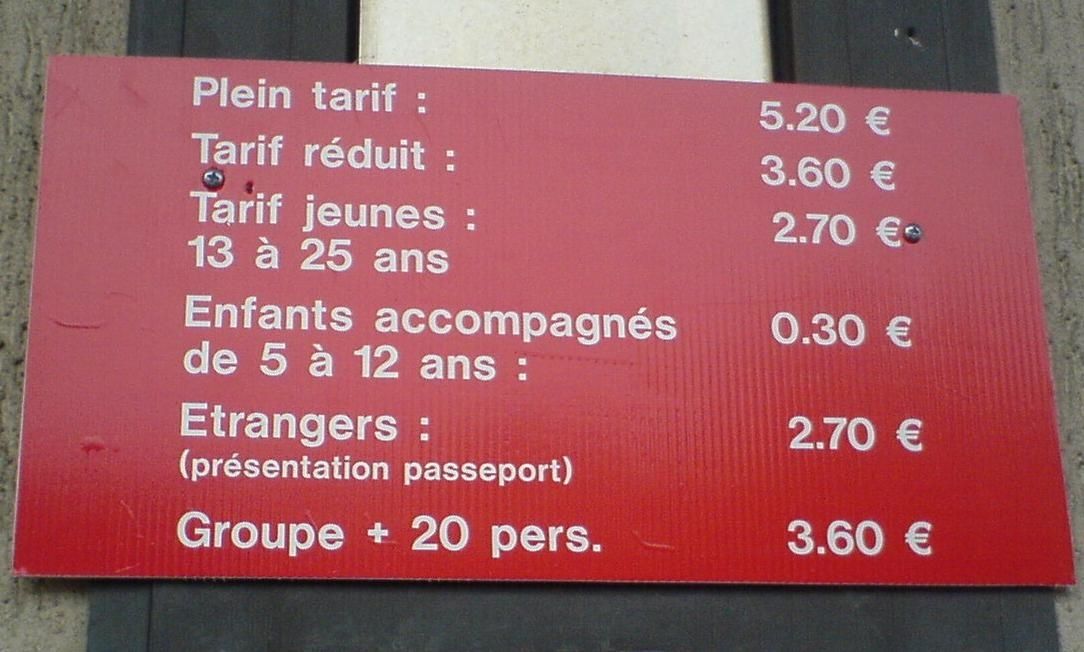 Plein tarif : 5.20 €
Tarif réduit : 3.60 €
Tarif jeunes : 2.70 €
13 à 25 ans
Enfants accompagnés 0.30 €
de 5 à 12 ans :
Etrangers : 2.70 €
(présentation passeport)
Groupe + 20 pers. 3.60 €